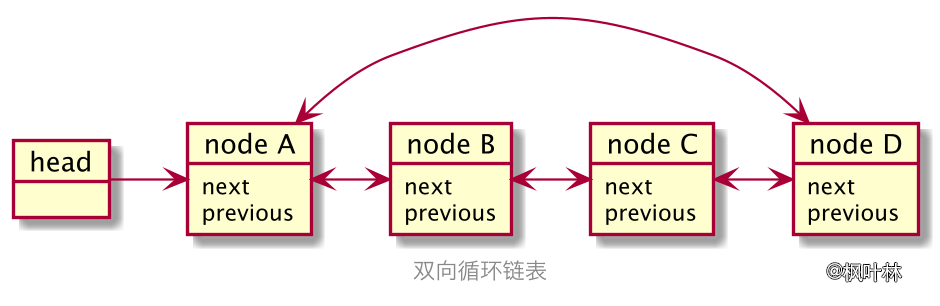 head
node A
next
previous
node B
next
previous
node C
next
previous
node D
next
previous
双向循环链表
@枫叶林